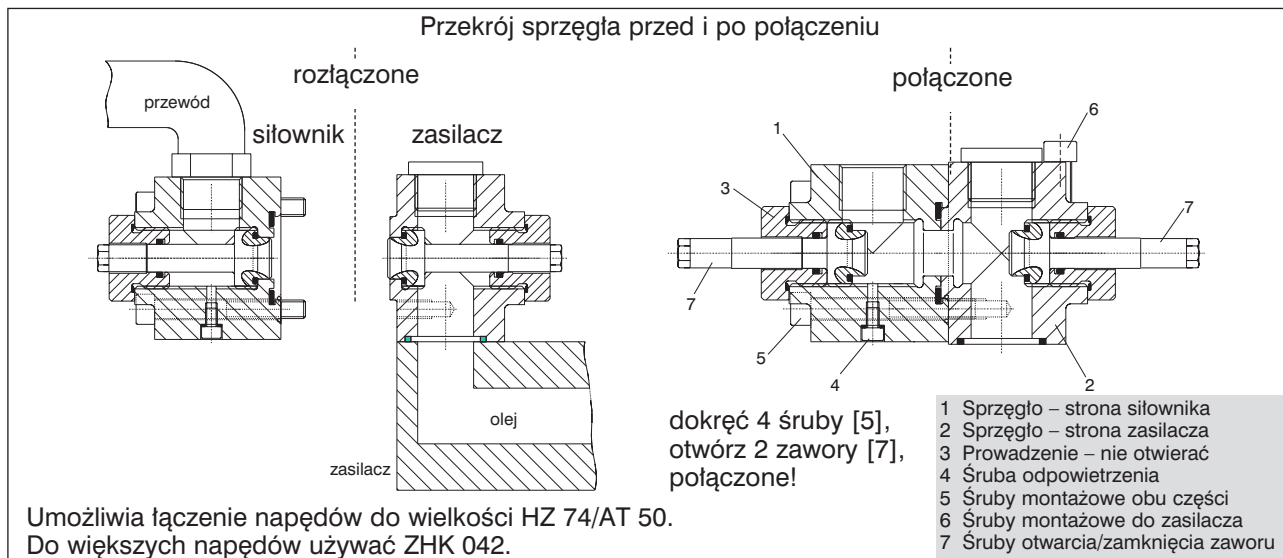 Przekrój sprzęgła przed i po połączeniu
rozłączone
połączone
przewód
siłownik
zasilacz
1
6
3
7
7
5
4
2
olej
zasilacz
dokręć 4 śruby [5],
otwórz 2 zawory [7],
połączone!
1 Sprzęgło – strona siłownika
2 Sprzęgło – strona zasilacza
3 Prowadzenie – nie otwierać
4 Śruba odpowietrzenia
5 Śruby montażowe obu części
6 Śruby montażowe do zasilacza
7 Śruby otwarcia/zamknięcia zaworu
Umożliwia łączenie napędów do wielkości HZ 74/AT 50.
Do większych napędów używać ZHK 042.